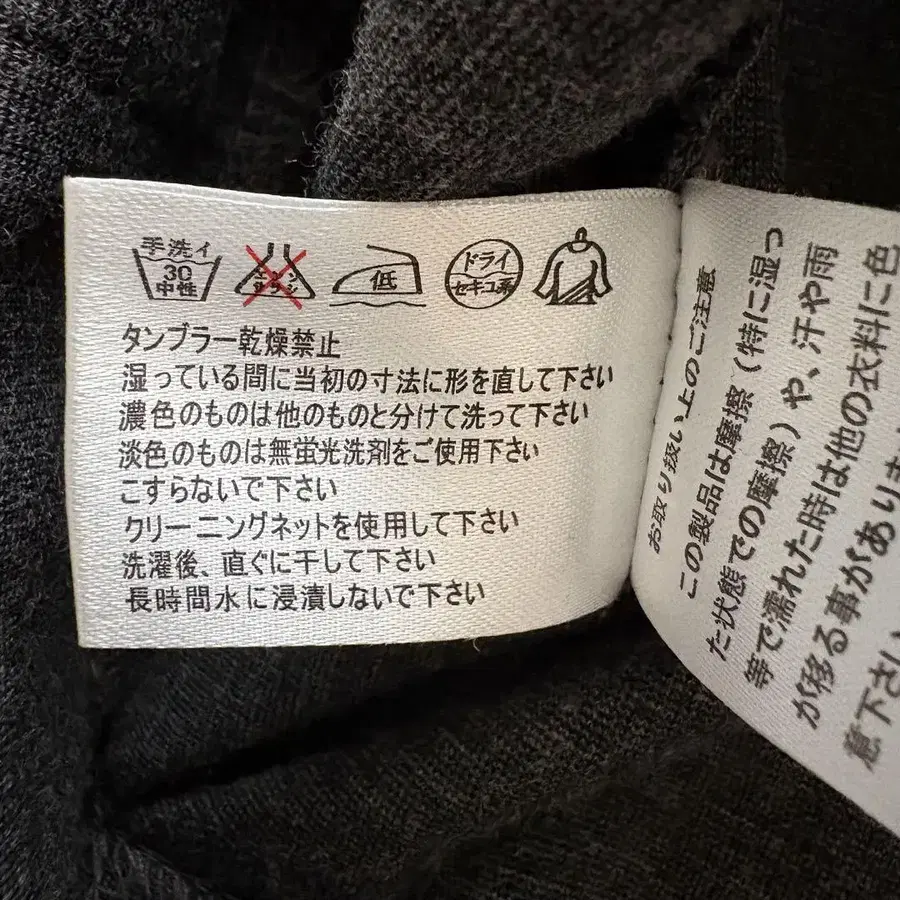 手洗イ
30
中性
エンソ
サラシ
低
ドライ
セキユ系
タンブラー乾燥禁止
湿っている間に当初の寸法に形を直して下さい
濃色のものは他のものと分けて洗って下さい
淡色のものは無蛍光洗剤をご使用下さい
こすらないで下さい
クリーニングネットを使用して下さい
洗濯後、直ぐに干して下さい
長時間水に浸漬しないで下さい
お取り扱い上のご注意
この製品は摩擦(特に湿っ
た状態での摩擦)や、汗や雨
等で濡れた時は他の衣料に色
が移る事があり
意下さい